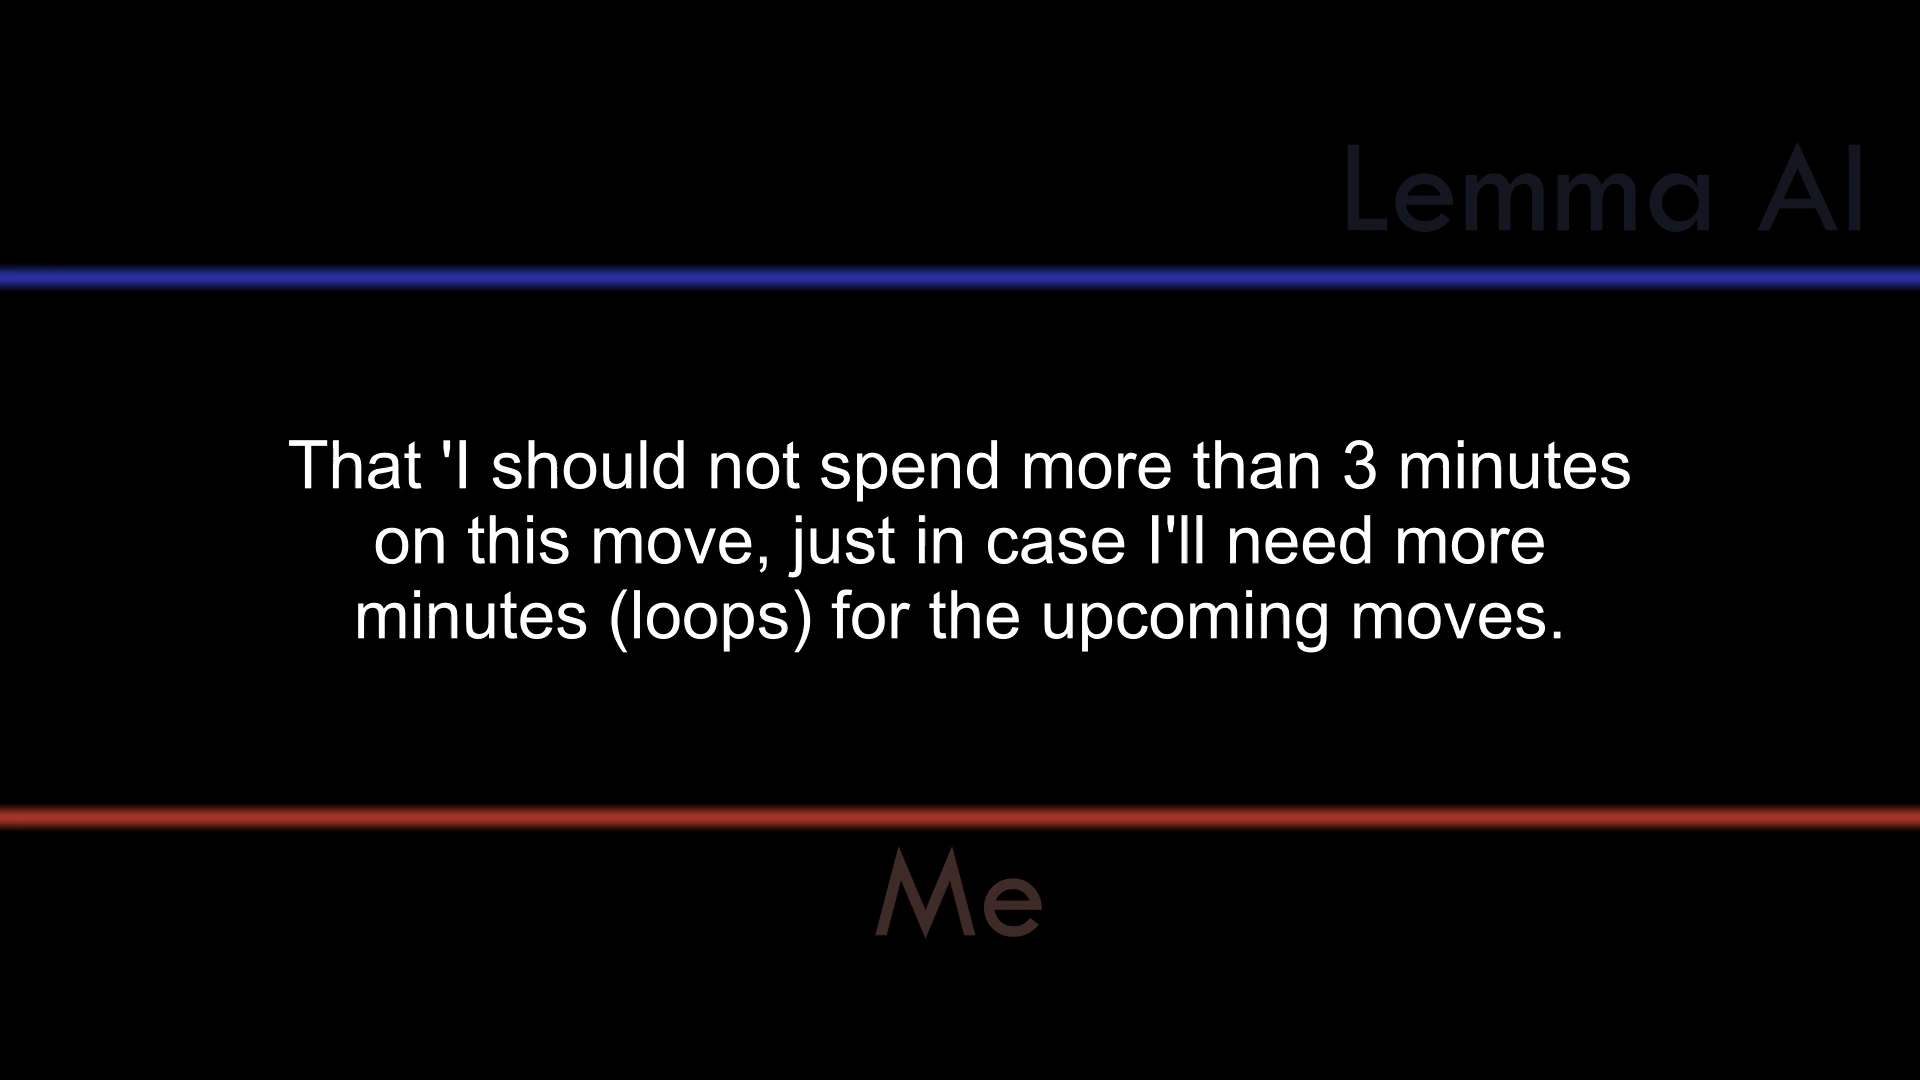 Lemma AI
That 'I should not spend more than 3 minutes
on this move, just in case I'll need more
minutes (loops) for the upcoming moves.
Me